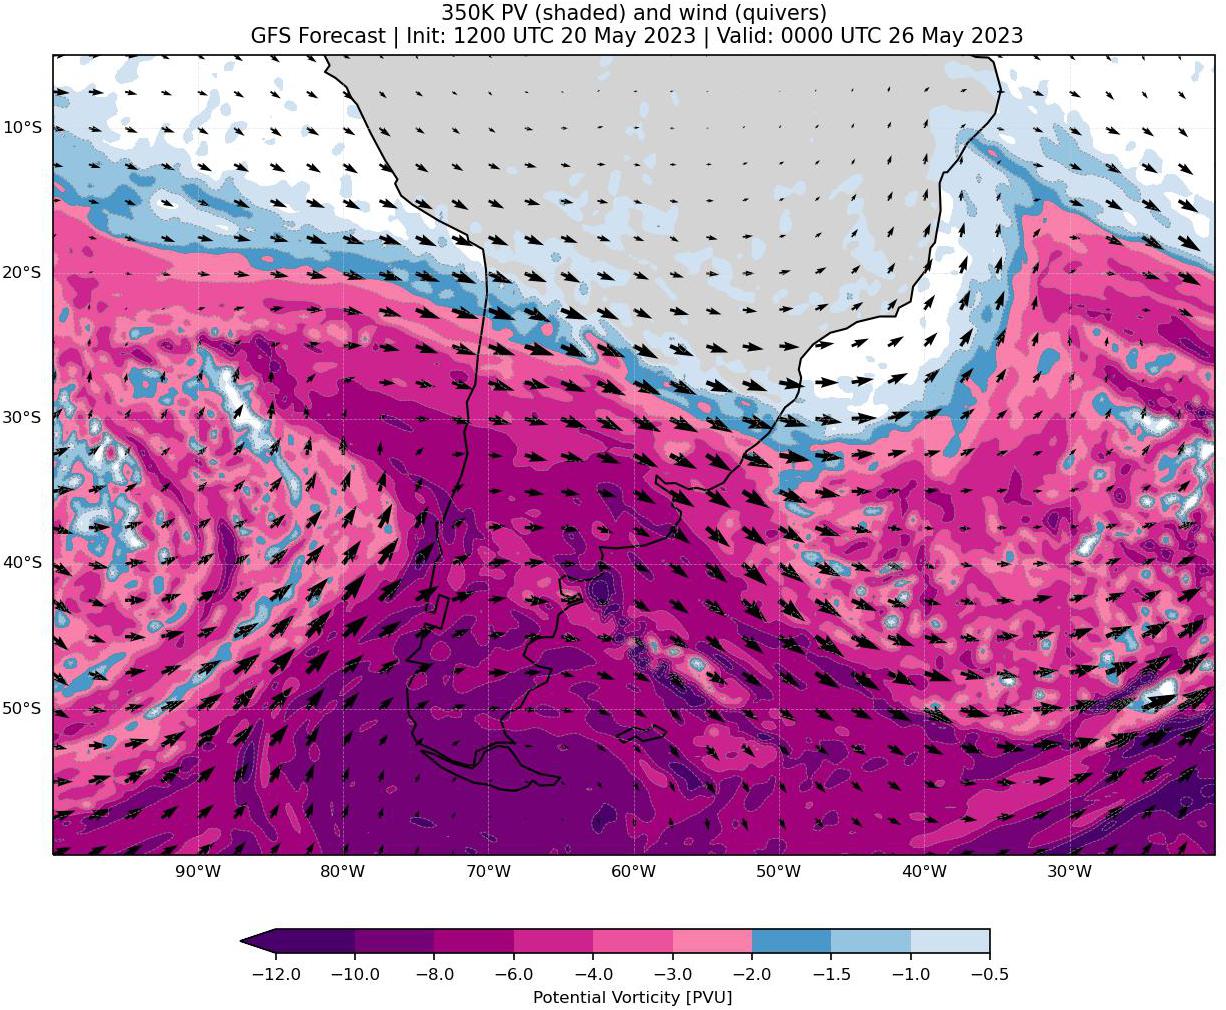 350K PV (shaded) and wind (quivers)
GFS Forecast | Init: 1200 UTC 20 May 2023 | Valid: 0000 UTC 26 May 2023
10°S
20°S
30°S
40°S
50°S
90°W 80°W 70°W 60°W 50°W 40°W 30°W
−12.0 −10.0 −8.0 −6.0 −4.0 −3.0 −2.0 −1.5 −1.0 −0.5
Potential Vorticity [PVU]